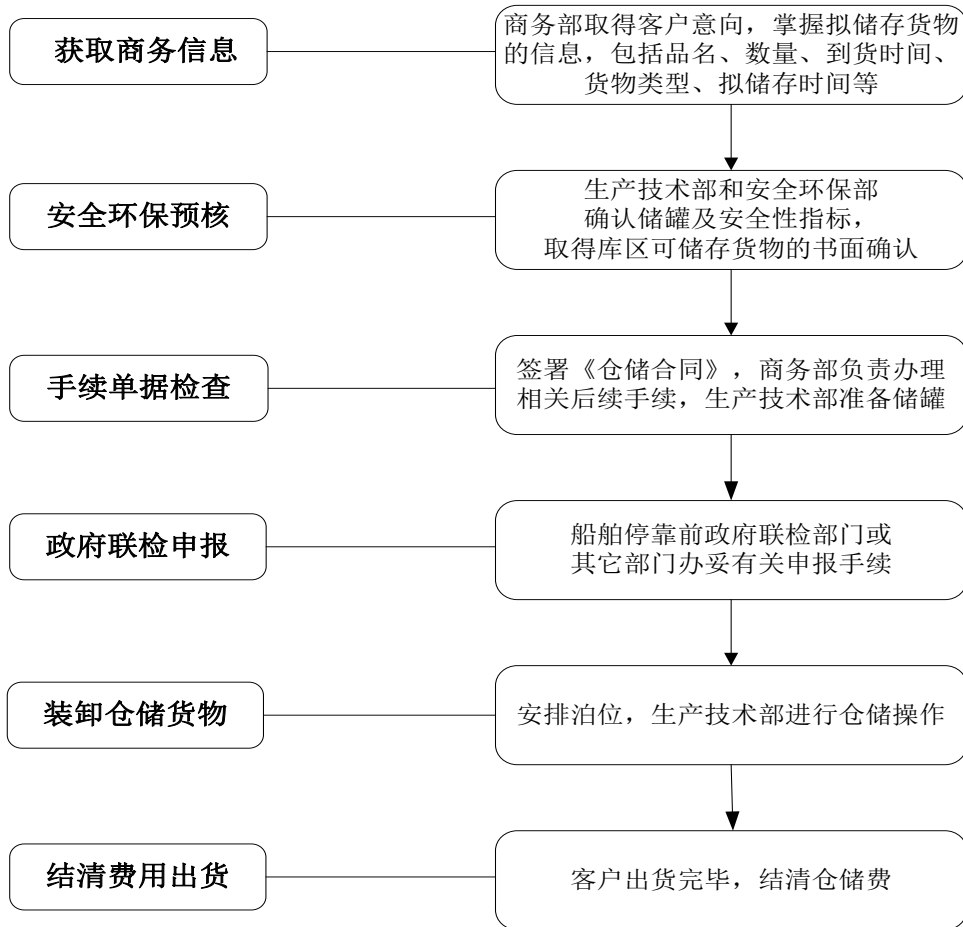 获取商务信息
商务部取得客户意向，掌握拟储存货物
的信息，包括品名、数量、到货时间、
货物类型、拟储存时间等
安全环保预核
生产技术部和安全环保部
确认储罐及安全性指标，
取得库区可储存货物的书面确认
手续单据检查
签署《仓储合同》，商务部负责办理
相关后续手续，生产技术部准备储罐
政府联检申报
船舶停靠前政府联检部门或
其它部门办妥有关申报手续
装卸仓储货物
安排泊位，生产技术部进行仓储操作
结清费用出货
客户出货完毕，结清仓储费